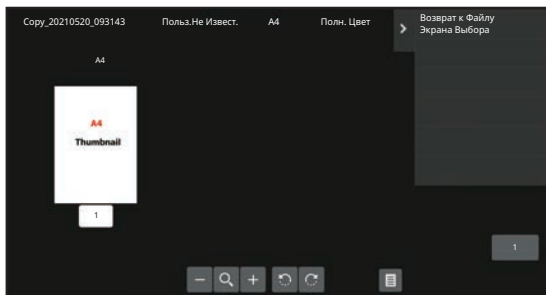 Copy_20210520_093143 Польз.Не Извест. A4 Полн. Цвет
Возврат к Файлу
Экрана Выбора
A4
A4
Thumbnail
1
1